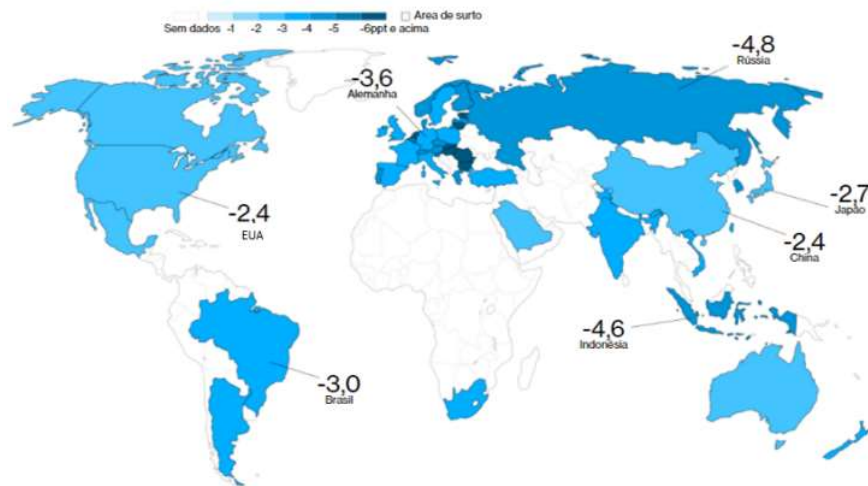 Área de surto
Sem dados -1 -2 -3 -4 -5 -6ppt e acima
-4,8
Rússia
-3,6
Alemanha
-2,4
EUA
-2,7
Japão
-2,4
China
-4,6
Indonésia
-3,0
Brasil